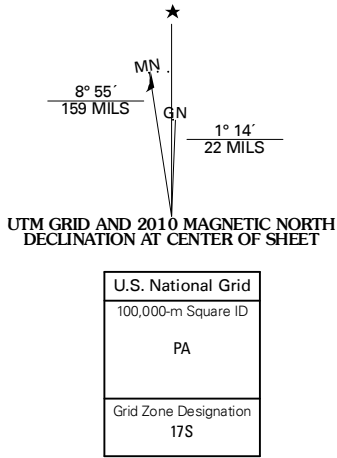 MN
8° 55´
159 MILS
GN
1° 14´
22 MILS
UTM GRID AND 2010 MAGNETIC NORTH
DECLINATION AT CENTER OF SHEET
U.S. National Grid
100,000-m Square ID
PA
Grid Zone Designation
17S